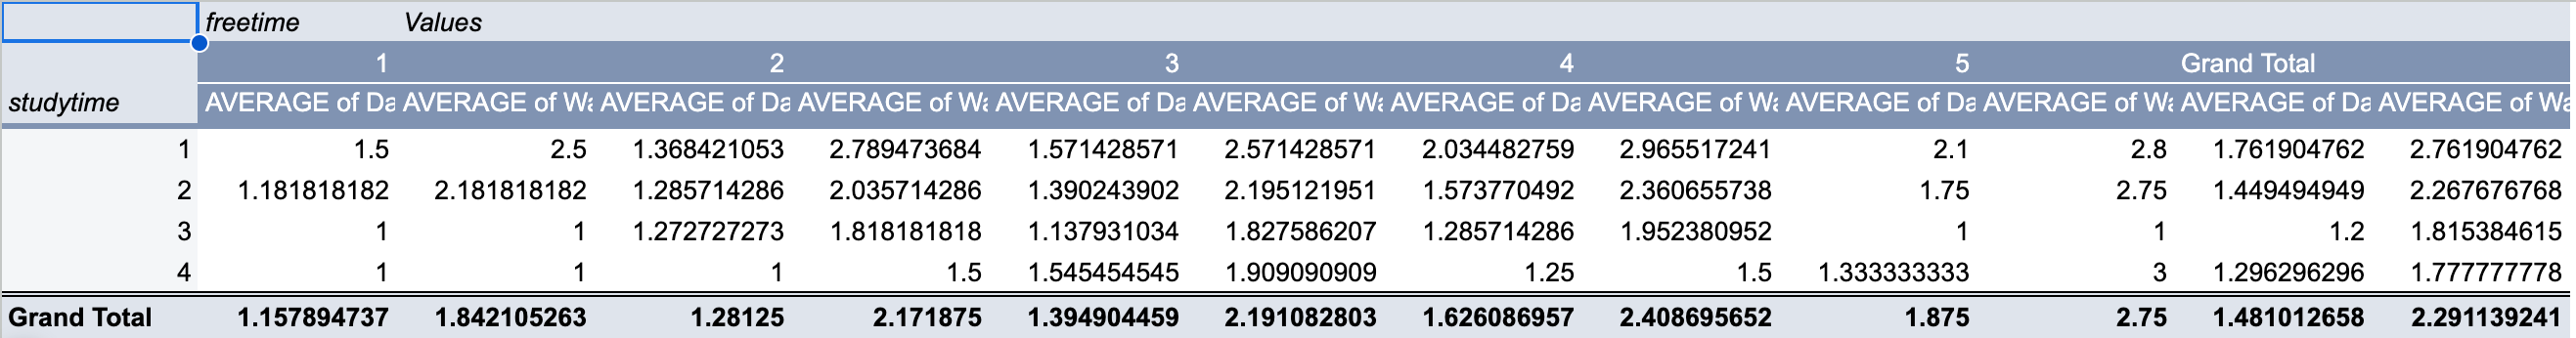 freetime Values
1 2 3 4 5 Grand Total
studytime AVERAGE of Da AVERAGE of Wa AVERAGE of Da AVERAGE of Wa AVERAGE of Da AVERAGE of Wa AVERAGE of Da AVERAGE of Wa AVERAGE of Da AVERAGE of Wa AVERAGE of Da AVERAGE of Wa
1 1.5 2.5 1.368421053 2.789473684 1.571428571 2.571428571 2.034482759 2.965517241 2.1 2.8 1.761904762 2.761904762
2 1.181818182 2.181818182 1.285714286 2.035714286 1.390243902 2.195121951 1.573770492 2.360655738 1.75 2.75 1.449494949 2.267676768
3 1 1 1.272727273 1.818181818 1.137931034 1.827586207 1.285714286 1.952380952 1 1 1.2 1.815384615
4 1 1 1 1.5 1.545454545 1.909090909 1.25 1.5 1.333333333 3 1.296296296 1.777777778
Grand Total 1.157894737 1.842105263 1.28125 2.171875 1.394904459 2.191082803 1.626086957 2.408695652 1.875 2.75 1.481012658 2.291139241